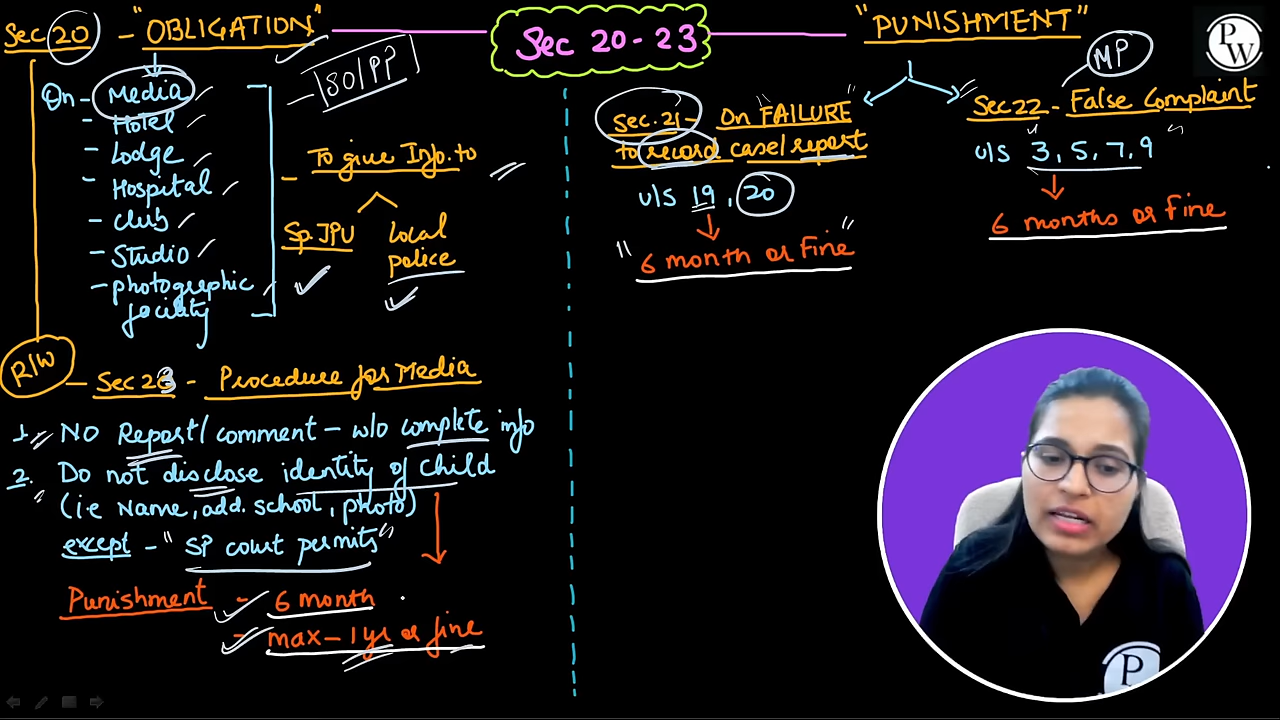 Sec 20 - "OBLIGATION"
Sec 20 - 23
"PUNISHMENT"
PW
On - Media
- Hotel
- Lodge
- Hospital
- Club
- Studio
- photographic
facility
- To give Info. to
Sp. JPU
Local
police
MP
Sec. 21 - On "FAILURE"
to record case/report
u/s 19, 20
"6 month or Fine"
Sec 22 - False Complaint
u/s "3, 5, 7, 9"
6 months or Fine
R/W
- Sec 23 - Procedure for Media
1. NO Report/comment - w/o complete info
2. Do not disclose identity of child
(i.e Name, add. school, photo)
except - "SP court permits"
Punishment - 6 month
- max - 1 yr or fine
P